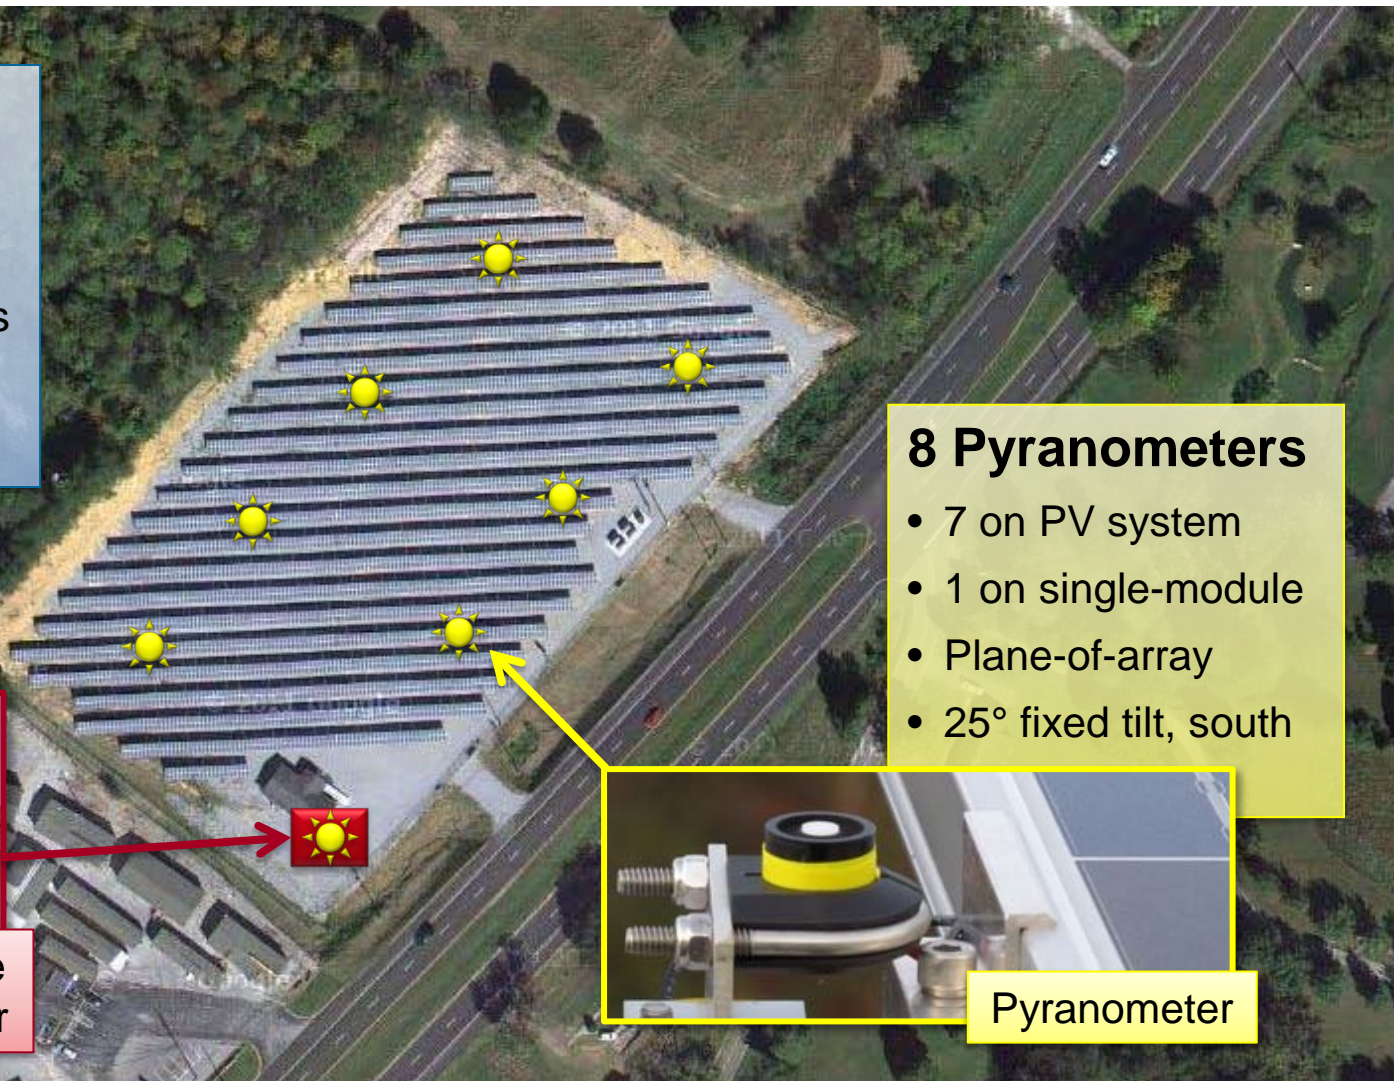 s
8 Pyranometers
• 7 on PV system
• 1 on single-module
• Plane-of-array
• 25° fixed tilt, south
e
r
Pyranometer